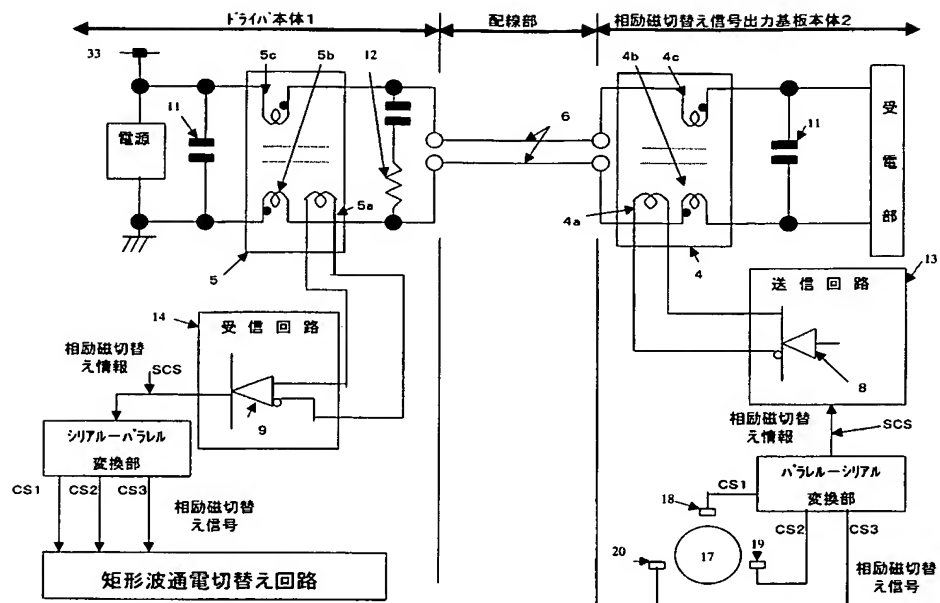 ドライバ本体1
配線部
相励磁切替え信号出力基板本体2
33
5c
5b
12
4b
4c
11
電源
6
11
受電部
5a
4a
5
4
13
14
受信回路
送信回路
相励磁切替
え情報
SCS
9
8
相励磁切替
え情報
SCS
シリアルーパラレル
変換部
パラレルーシリアル
変換部
CS1
CS2
CS3
相励磁切替
え信号
18
CS1
17
19
CS2
CS3
20
相励磁切替
え信号
矩形波通電切替え回路